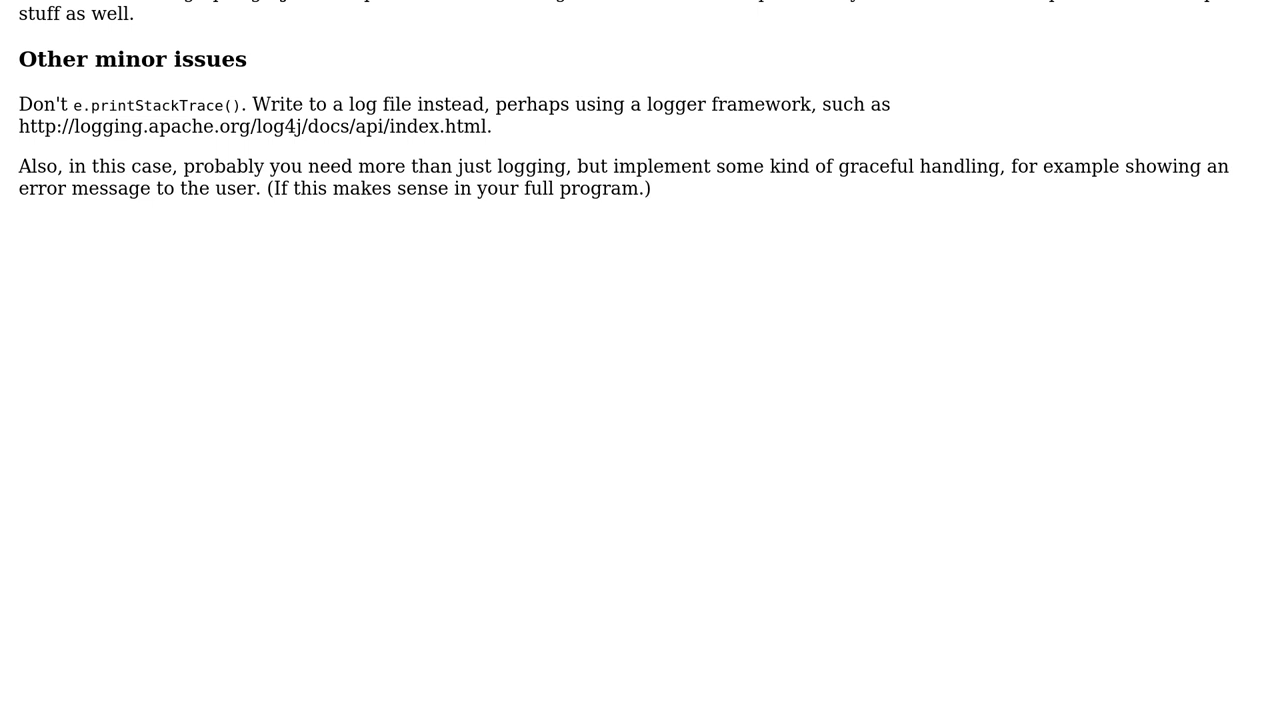 stuff as well.
Other minor issues
Don't e.printStackTrace(). Write to a log file instead, perhaps using a logger framework, such as
http://logging.apache.org/log4j/docs/api/index.html.
Also, in this case, probably you need more than just logging, but implement some kind of graceful handling, for example showing an
error message to the user. (If this makes sense in your full program.)